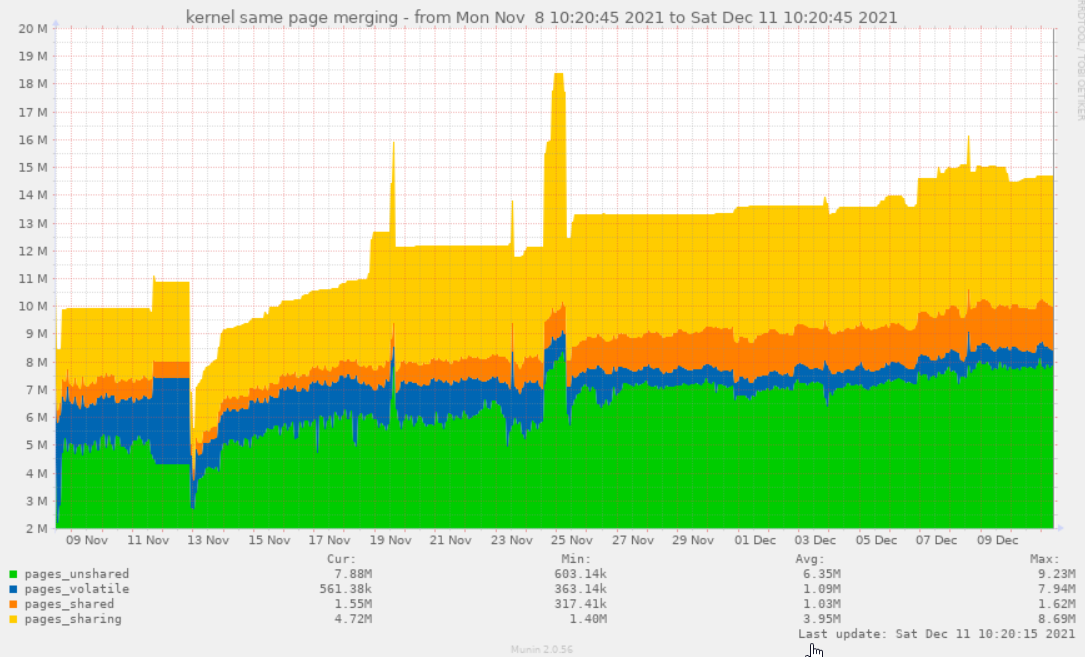 kernel same page merging - from Mon Nov  8 10:20:45 2021 to Sat Dec 11 10:20:45 2021
RRDTOOL / TOBI OETIKER
20 M
19 M
18 M
17 M
16 M
15 M
14 M
13 M
12 M
11 M
10 M
9 M
8 M
7 M
6 M
5 M
4 M
3 M
2 M
09 Nov 11 Nov 13 Nov 15 Nov 17 Nov 19 Nov 21 Nov 23 Nov 25 Nov 27 Nov 29 Nov 01 Dec 03 Dec 05 Dec 07 Dec 09 Dec
Cur: Min: Avg: Max:
pages_unshared 7.88M 603.14k 6.35M 9.23M
pages_volatile 561.38k 363.14k 1.09M 7.94M
pages_shared 1.55M 317.41k 1.03M 1.62M
pages_sharing 4.72M 1.40M 3.95M 8.69M
Last update: Sat Dec 11 10:20:15 2021
Munin 2.0.56